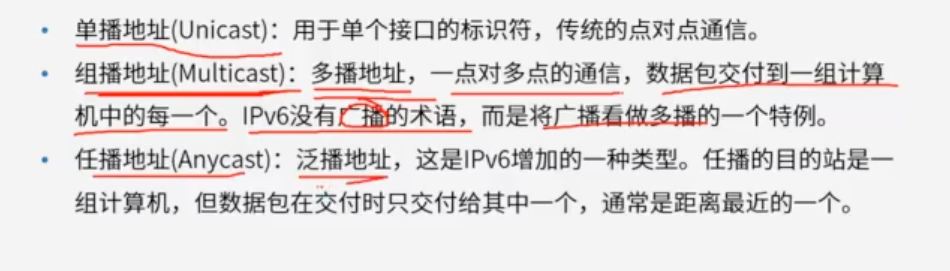 • 单播地址(Unicast)：用于单个接口的标识符，传统的点对点通信。
• 组播地址(Multicast)：多播地址，一点对多点的通信，数据包交付到一组计算
机中的每一个。IPv6没有广播的术语，而是将广播看做多播的一个特例。
• 任播地址(Anycast)：泛播地址，这是IPv6增加的一种类型。任播的目的站是一
组计算机，但数据包在交付时只交付给其中一个，通常是距离最近的一个。